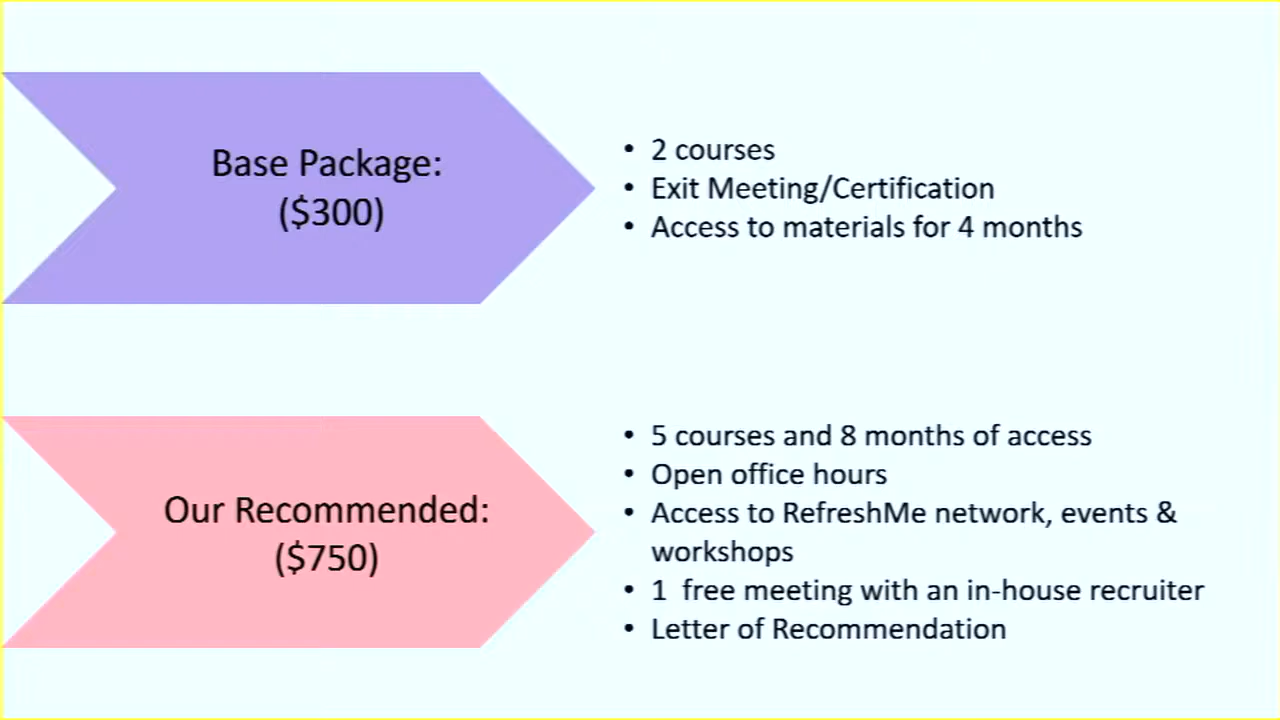 Base Package:
($300)
• 2 courses
• Exit Meeting/Certification
• Access to materials for 4 months
Our Recommended:
($750)
• 5 courses and 8 months of access
• Open office hours
• Access to RefreshMe network, events &
workshops
• 1  free meeting with an in-house recruiter
• Letter of Recommendation